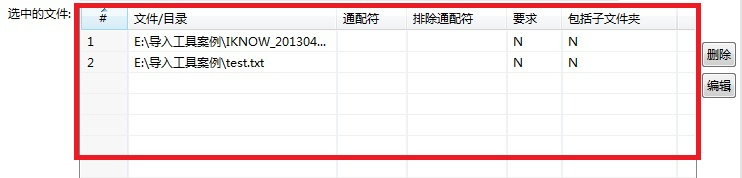 选中的文件:
# 文件/目录 通配符 排除通配符 要求 包括子文件夹
1 E:\导入工具案例\IKNOW_201304... N N
2 E:\导入工具案例\test.txt N N
删除
编辑